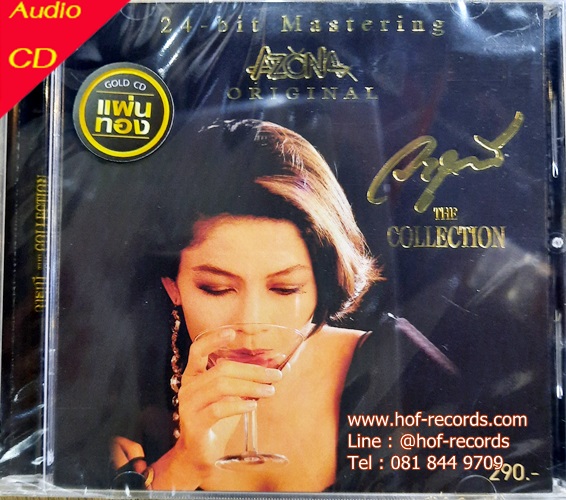 Audio
CD
24-bit Mastering
AZONA
ORIGINAL
GOLD CD
แผ่น
ทอง
THE
COLLECTION
COLLECTION
www.hof-records.com
Line : @hof-records
Tel : 081 844 9709
290.-